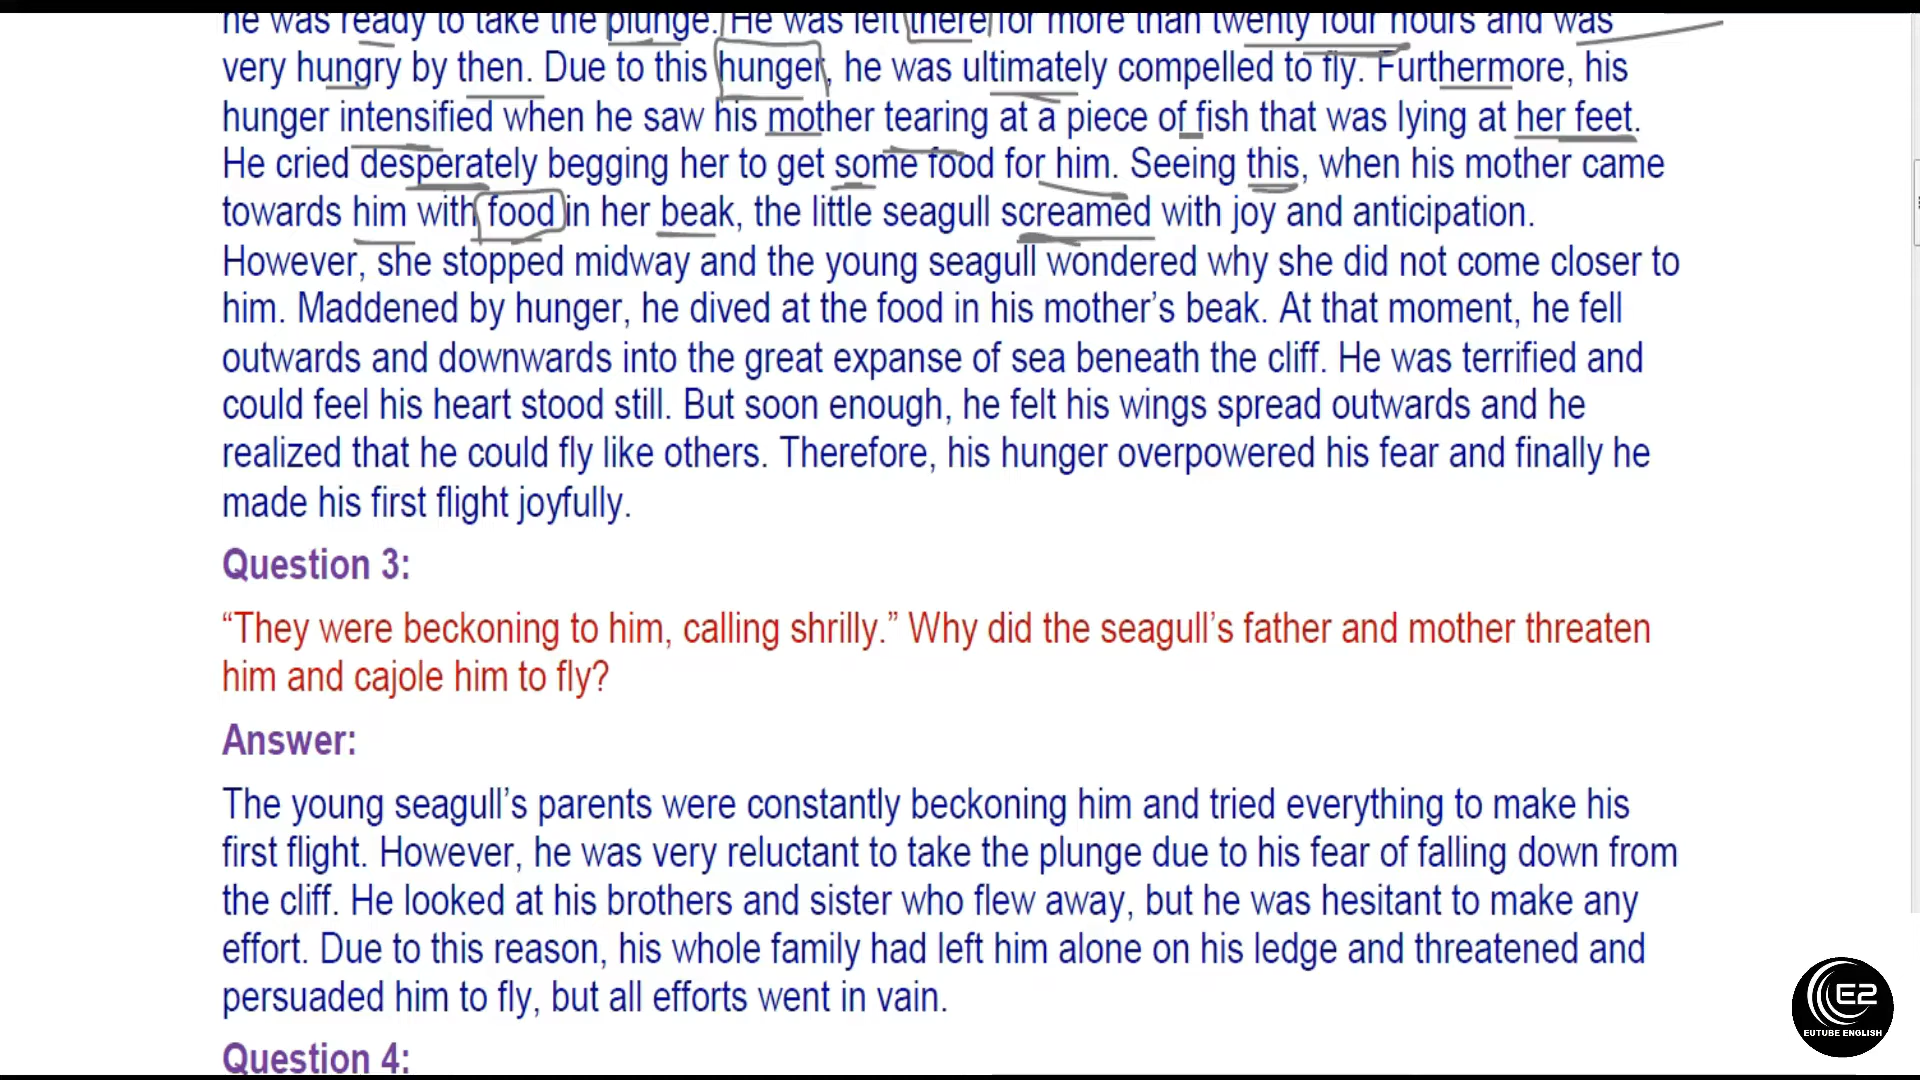 he was ready to take the plunge. He was left there for more than twenty four hours and was
very hungry by then. Due to this hunger, he was ultimately compelled to fly. Furthermore, his
hunger intensified when he saw his mother tearing at a piece of fish that was lying at her feet.
He cried desperately begging her to get some food for him. Seeing this, when his mother came
towards him with food in her beak, the little seagull screamed with joy and anticipation.
However, she stopped midway and the young seagull wondered why she did not come closer to
him. Maddened by hunger, he dived at the food in his mother’s beak. At that moment, he fell
outwards and downwards into the great expanse of sea beneath the cliff. He was terrified and
could feel his heart stood still. But soon enough, he felt his wings spread outwards and he
realized that he could fly like others. Therefore, his hunger overpowered his fear and finally he
made his first flight joyfully.
Question 3:
“They were beckoning to him, calling shrilly.” Why did the seagull’s father and mother threaten
him and cajole him to fly?
Answer:
The young seagull’s parents were constantly beckoning him and tried everything to make his
first flight. However, he was very reluctant to take the plunge due to his fear of falling down from
the cliff. He looked at his brothers and sister who flew away, but he was hesitant to make any
effort. Due to this reason, his whole family had left him alone on his ledge and threatened and
persuaded him to fly, but all efforts went in vain.
E2
EUTUBE ENGLISH
Question 4: